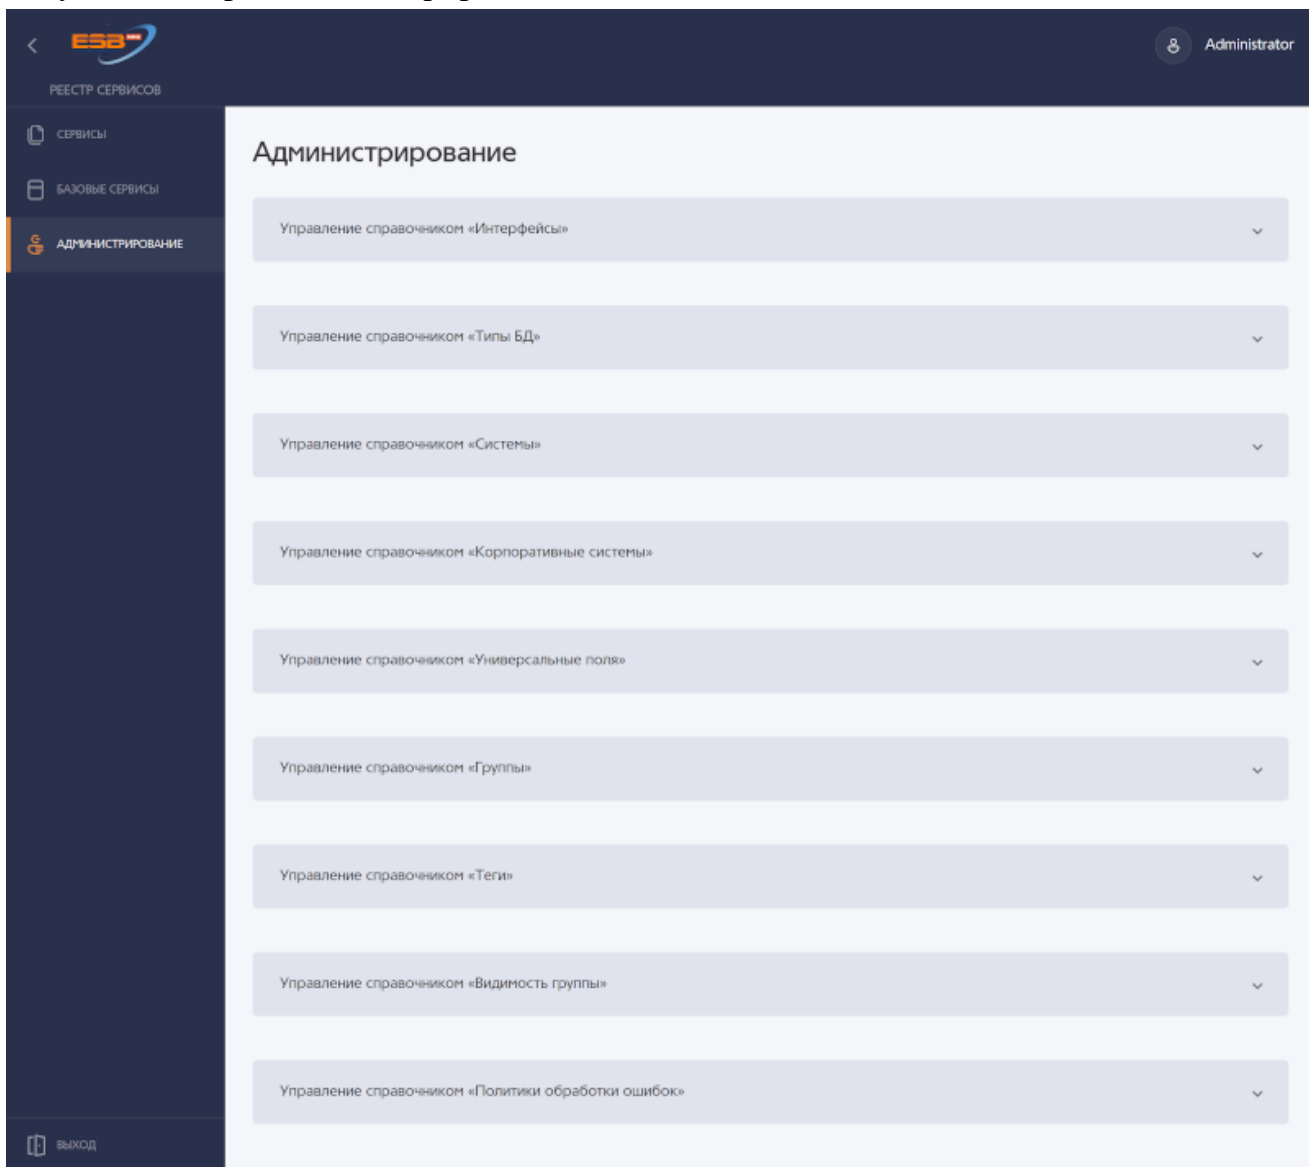 ESB
Administrator
РЕЕСТР СЕРВИСОВ
СЕРВИСЫ
БАЗОВЫЕ СЕРВИСЫ
АДМИНИСТРИРОВАНИЕ
Администрирование
Управление справочником «Интерфейсы»
Управление справочником «Типы БД»
Управление справочником «Системы»
Управление справочником «Корпоративные системы»
Управление справочником «Универсальные поля»
Управление справочником «Группы»
Управление справочником «Теги»
Управление справочником «Видимость группы»
Управление справочником «Политики обработки ошибок»
ВЫХОД